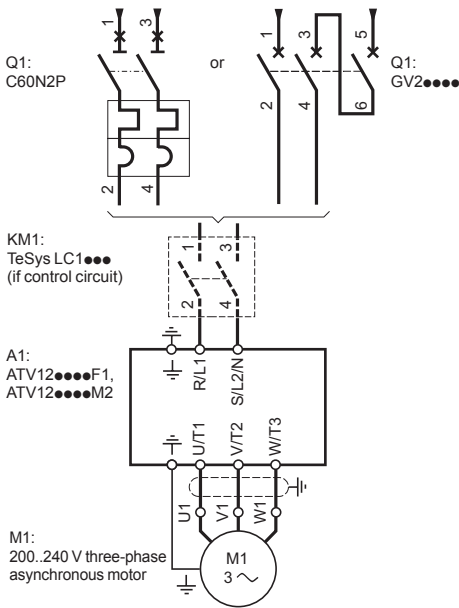 1 3 1 3 5
Q1:
C60N2P
or
Q1:
GV2●●●●
2 4 6
2 4
KM1:
TeSys LC1●●●
(if control circuit)
1 3
2 4
A1:
ATV12●●●●F1,
ATV12●●●●M2
R/L1 S/L2/N
U/T1 V/T2 W/T3
U1 V1 W1
M1:
200..240 V three-phase
asynchronous motor
M1
3 ~